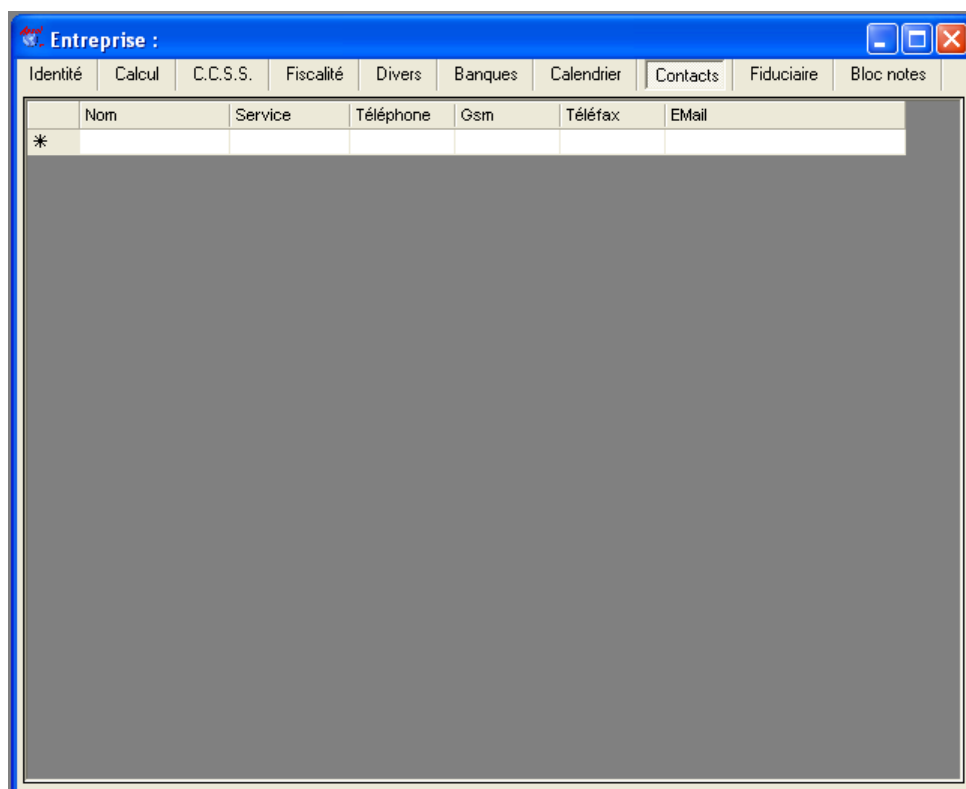 Entreprise :
Identité Calcul C.C.S.S. Fiscalité Divers Banques Calendrier Contacts Fiduciaire Bloc notes
Nom Service Téléphone Gsm Téléfax EMail